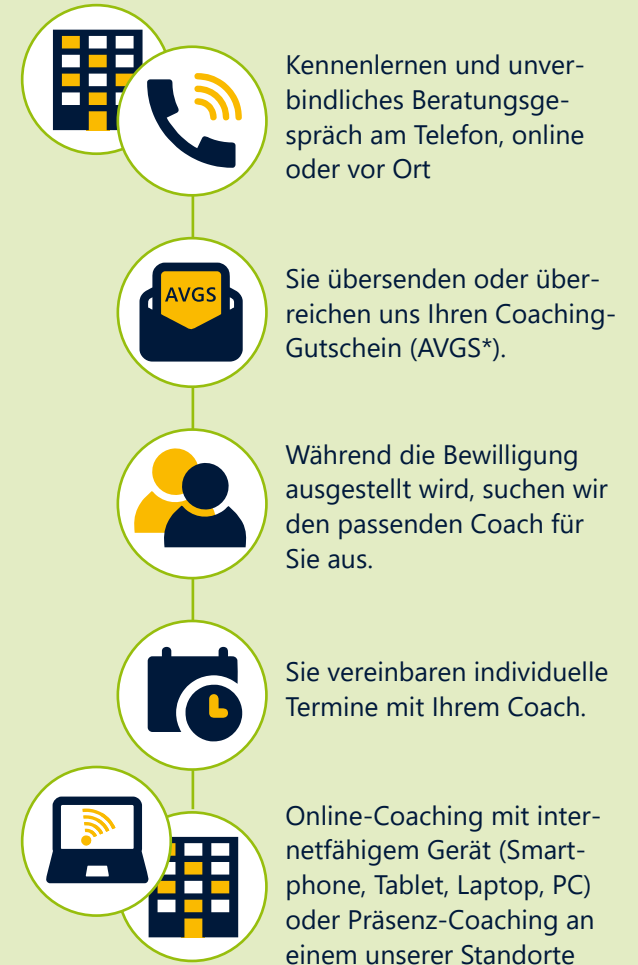 Kennenlernen und unver-
bindliches Beratungsge-
spräch am Telefon, online
oder vor Ort
AVGS
Sie übersenden oder über-
reichen uns Ihren Coaching-
Gutschein (AVGS*).
Während die Bewilligung
ausgestellt wird, suchen wir
den passenden Coach für
Sie aus.
Sie vereinbaren individuelle
Termine mit Ihrem Coach.
Online-Coaching mit inter-
netfähigem Gerät (Smart-
phone, Tablet, Laptop, PC)
oder Präsenz-Coaching an
einem unserer Standorte